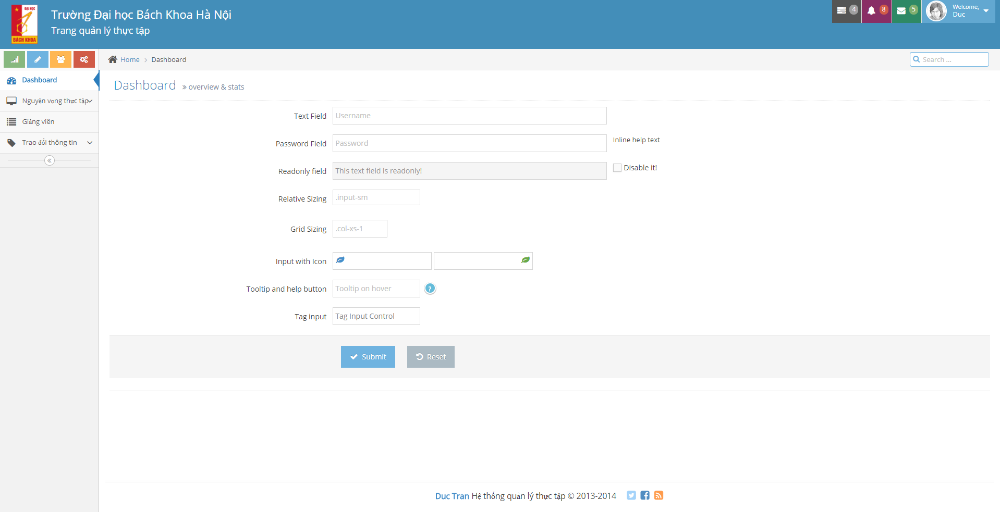 ĐẠI HỌC
BÁCH KHOA
Trường Đại học Bách Khoa Hà Nội
Trang quản lý thực tập
4
8
5
Welcome,
Duc
Home
Dashboard
Search ...
Dashboard
Nguyện vọng thực tập
Giảng viên
Trao đổi thông tin
Dashboard » overview & stats
Text Field
Username
Password Field
Password
Inline help text
Readonly field
This text field is readonly!
Disable it!
Relative Sizing
.input-sm
Grid Sizing
.col-xs-1
Input with Icon
Tooltip and help button
Tooltip on hover
?
Tag input
Tag Input Control
Submit
Reset
Duc Tran Hệ thống quản lý thực tập © 2013-2014